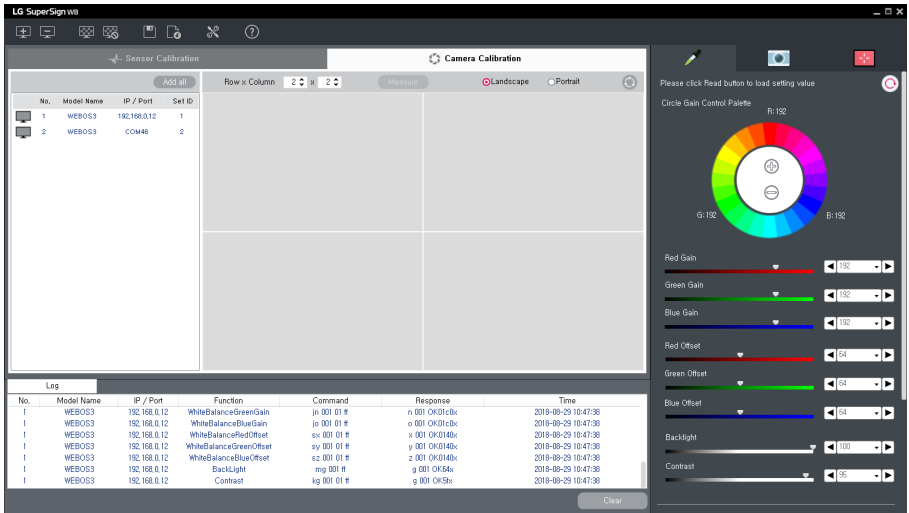 LG SuperSign WB
Sensor Calibration
Camera Calibration
Add all
Row x Column 2 x 2 Measure Landscape Portrait
No. Model Name IP / Port Set ID
1 WEBOS3 192,168,0,12 1
2 WEBOS3 COM46 2
Please click Read button to load setting value
Circle Gain Control Palette
R:192
G:192
B:192
Red Gain
192
Green Gain
192
Blue Gain
192
Red Offset
64
Green Offset
64
Blue Offset
64
Backlight
100
Contrast
95
Log
No. Model Name IP / Port Function Command Response Time
1 WEBOS3 192,168,0,12 WhiteBalanceGreenGain jn 001 01 ff n 001 OK01c0x 2018-08-29 10:47:38
1 WEBOS3 192,168,0,12 WhiteBalanceBlueGain jo 001 01 ff o 001 OK01c0x 2018-08-29 10:47:38
1 WEBOS3 192,168,0,12 WhiteBalanceRedOffset sx 001 01 ff x 001 OK0140x 2018-08-29 10:47:38
1 WEBOS3 192,168,0,12 WhiteBalanceGreenOffset sy 001 01 ff y 001 OK0140x 2018-08-29 10:47:38
1 WEBOS3 192,168,0,12 WhiteBalanceBlueOffset sz 001 01 ff z 001 OK0140x 2018-08-29 10:47:38
1 WEBOS3 192,168,0,12 BackLight mg 001 ff g 001 OK64x 2018-08-29 10:47:38
1 WEBOS3 192,168,0,12 Contrast kg 001 01 ff g 001 OK5fx 2018-08-29 10:47:38
Clear